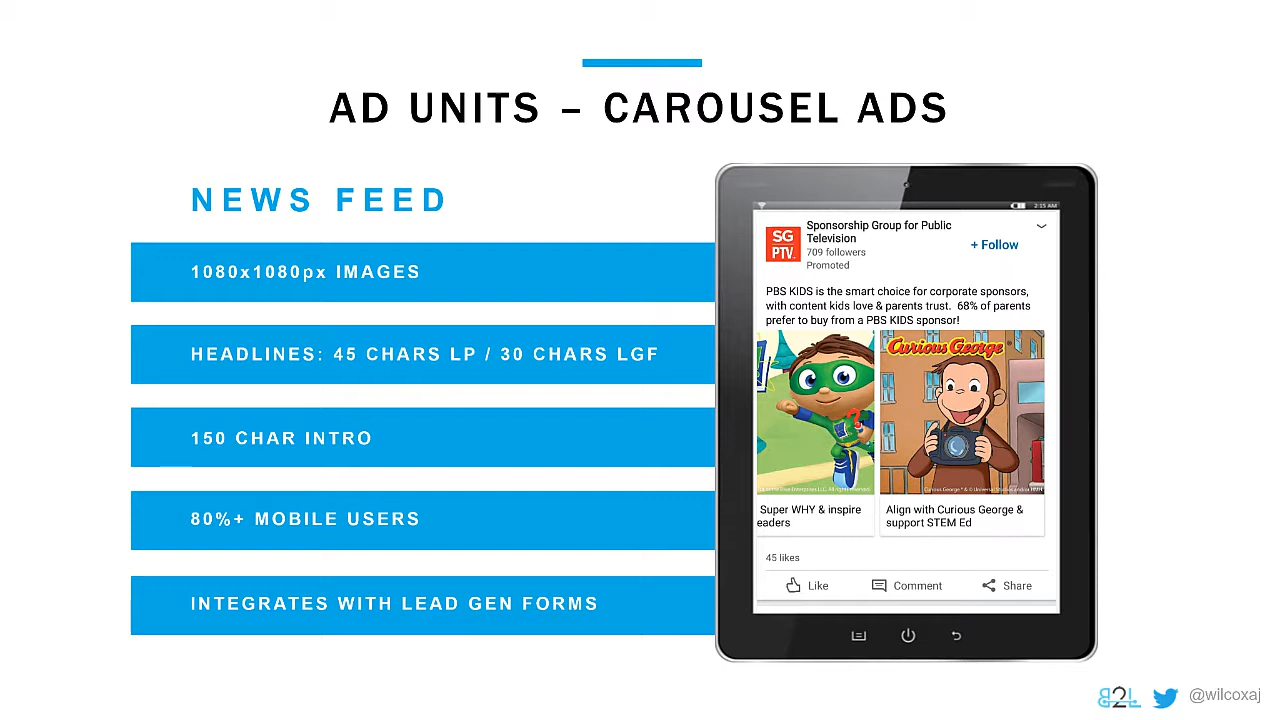 AD UNITS – CAROUSEL ADS
NEWS FEED
1080x1080px IMAGES
HEADLINES: 45 CHARS LP / 30 CHARS LGF
150 CHAR INTRO
80%+ MOBILE USERS
INTEGRATES WITH LEAD GEN FORMS
2:15 AM
SG
PTV.
Sponsorship Group for Public
Television
709 followers
Promoted
+ Follow
PBS KIDS is the smart choice for corporate sponsors,
with content kids love & parents trust. 68% of parents
prefer to buy from a PBS KIDS sponsor!
Curious George
Super WHY & inspire
eaders
Align with Curious George &
support STEM Ed
45 likes
Like
Comment
Share
B2L
@wilcoxaj